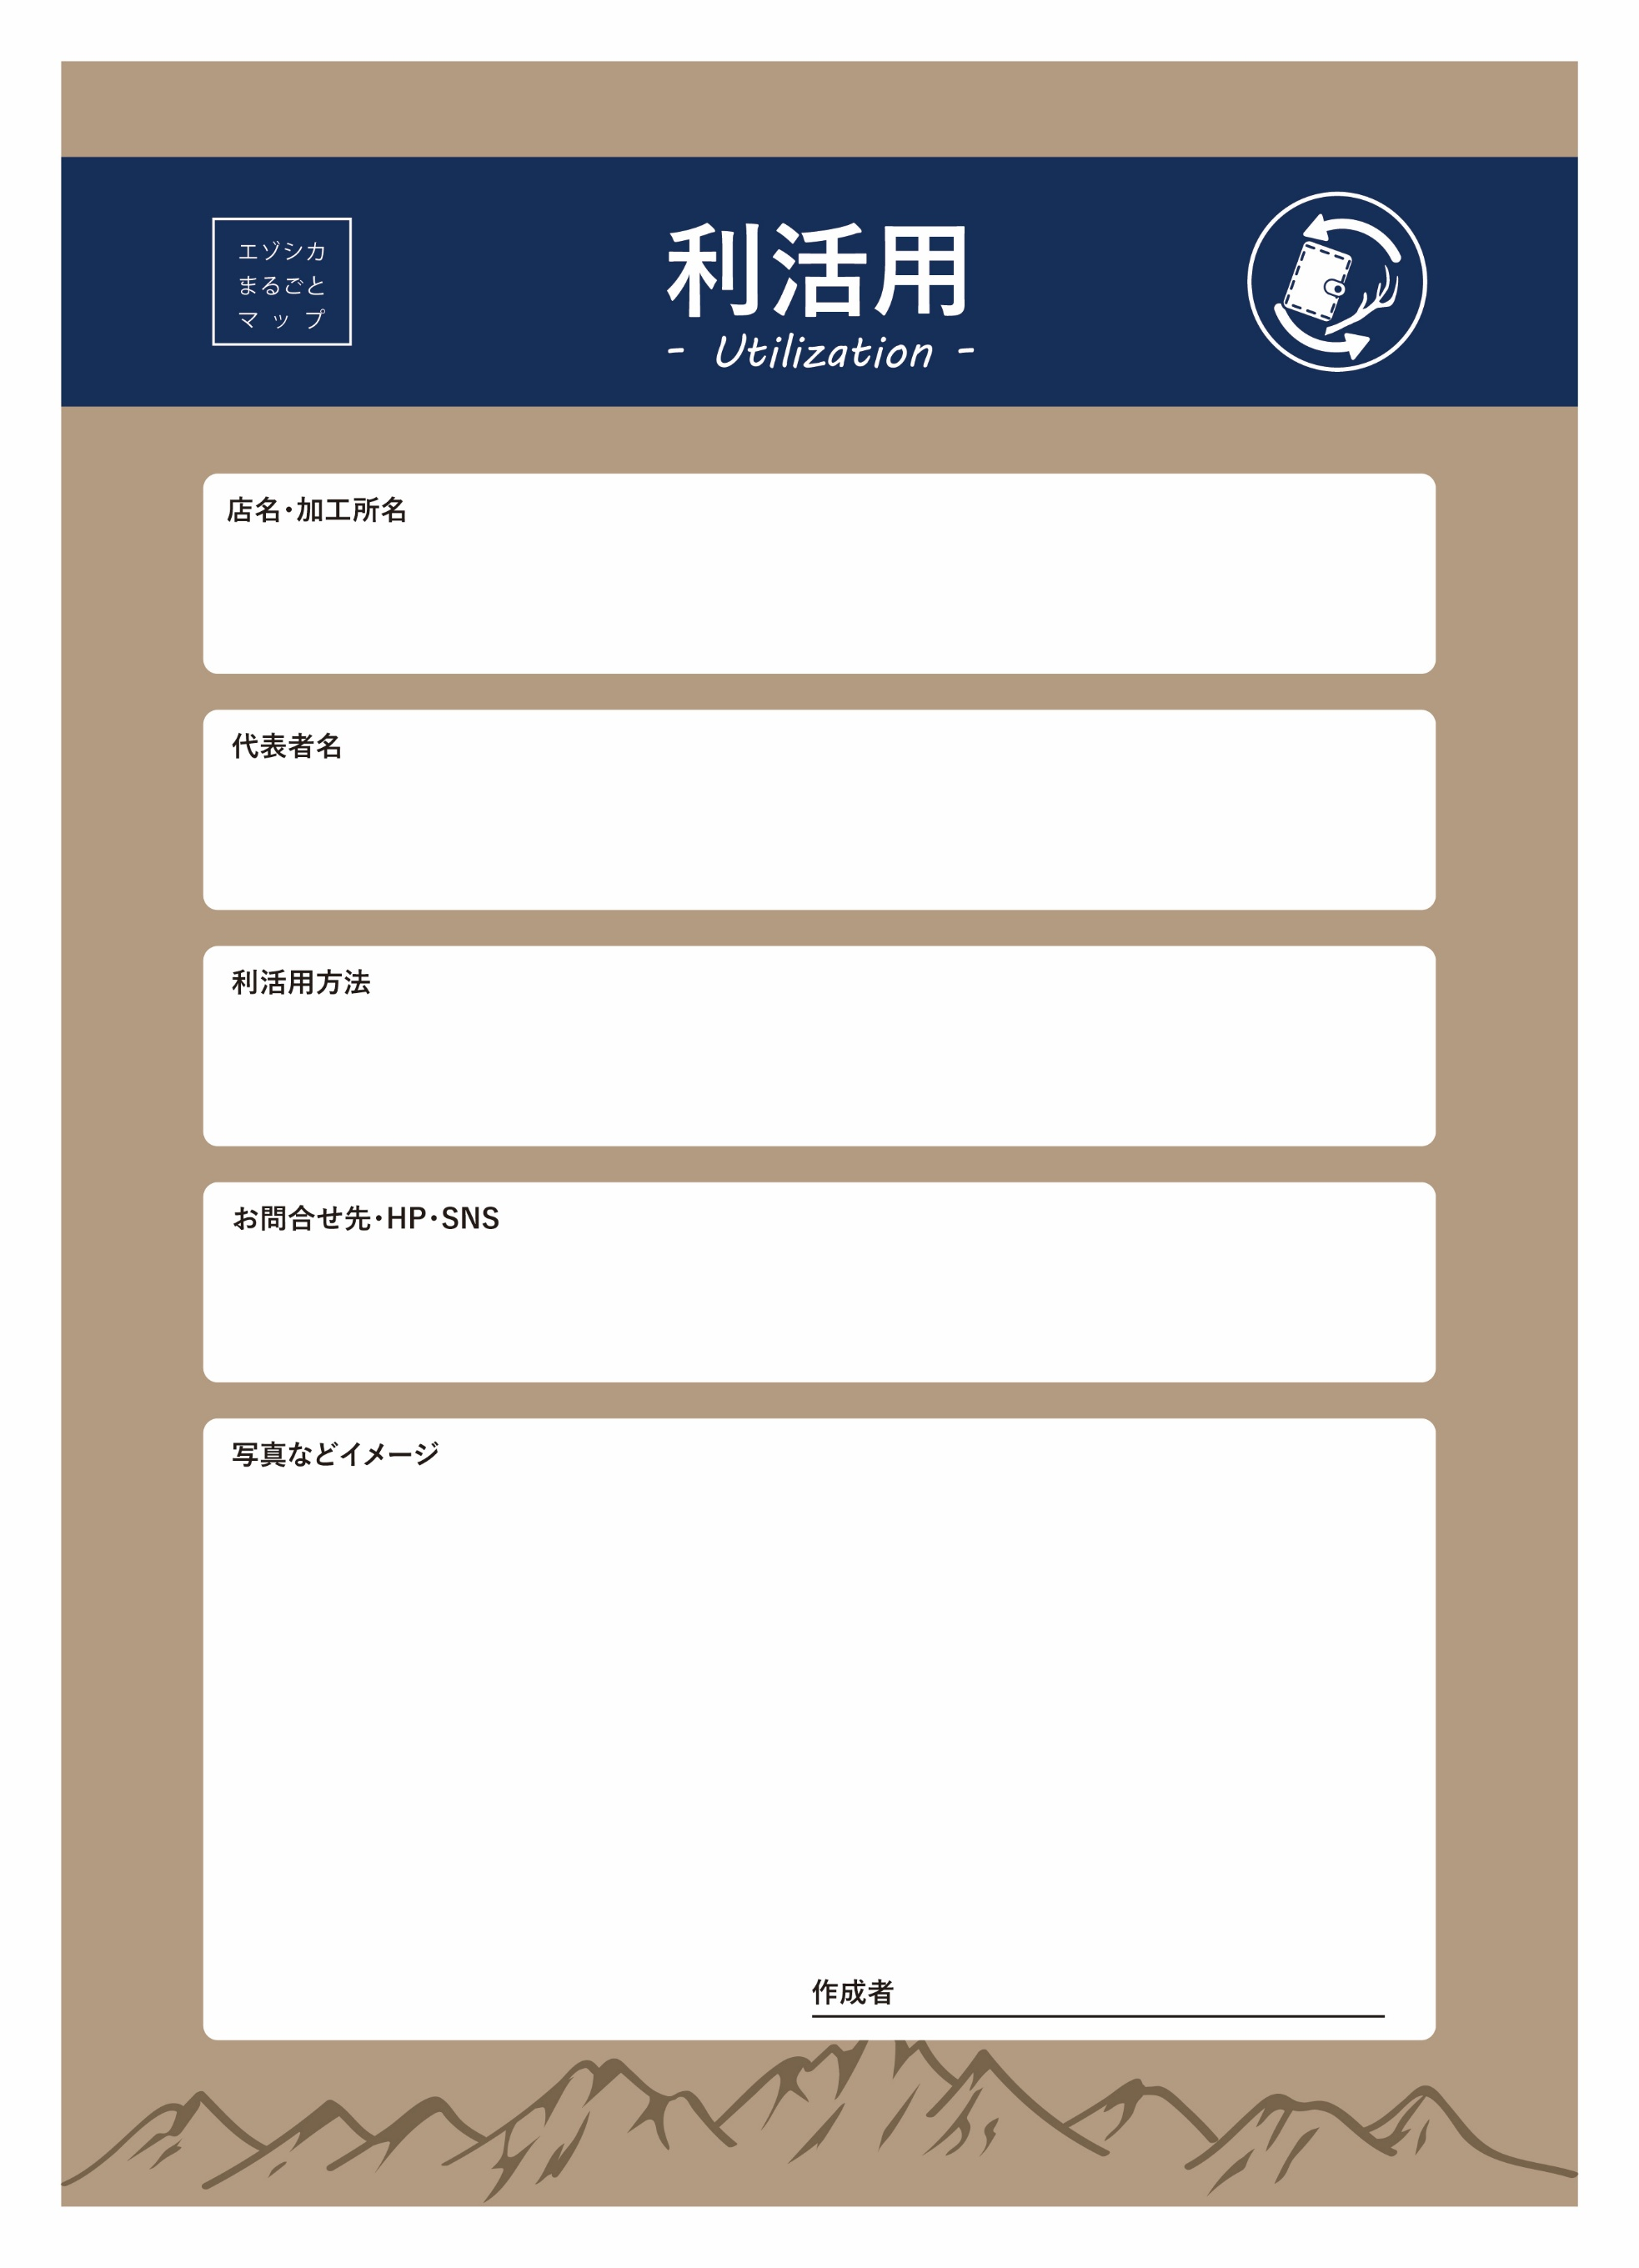 エゾシカ
まるごと
マップ
利活用
- Utilization -
店名・加工所名
代表者名
利活用方法
お問合せ先・HP・SNS
写真などイメージ
作成者